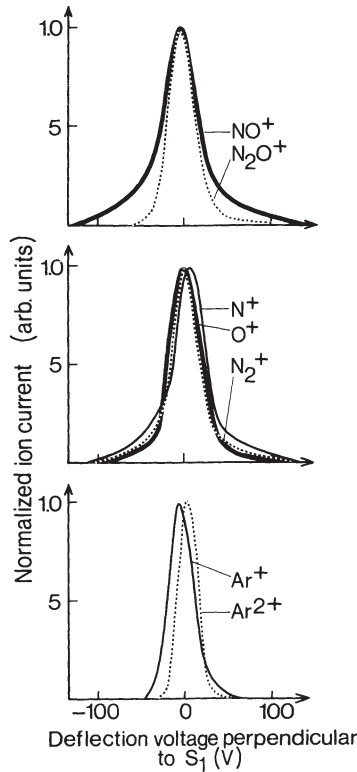 1.0
5
NO+
N2O+
1.0
5
N+
O+
N2+
1.0
5
Ar+
Ar2+
-100 0 100
Normalized ion current (arb. units)
Deflection voltage perpendicular
to S1 (V)